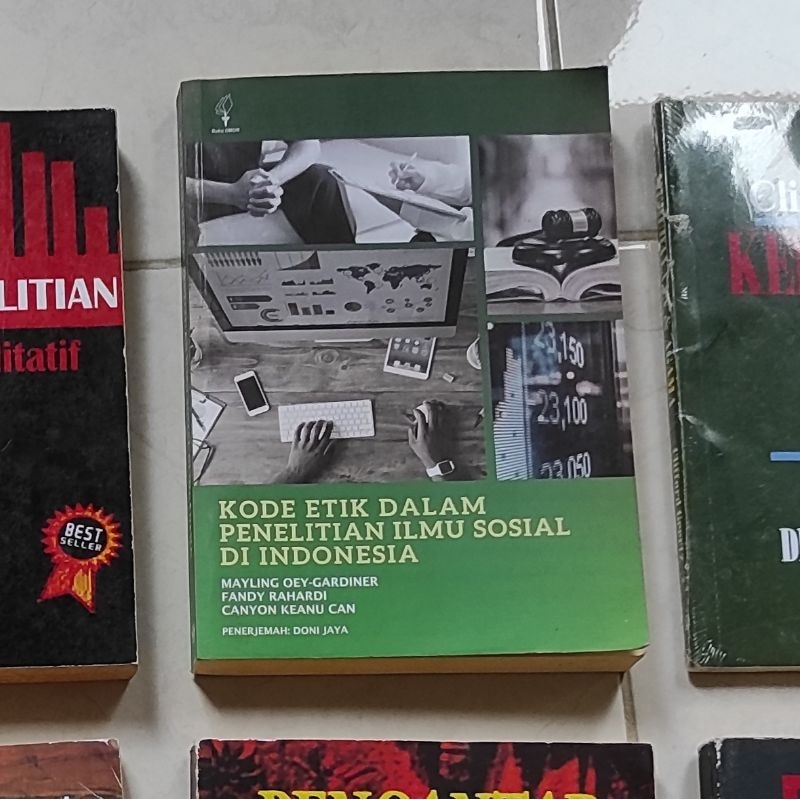 Buku OBOR
23,150
23,100
23,050
KODE ETIK DALAM
PENELITIAN ILMU SOSIAL
DI INDONESIA
MAYLING OEY-GARDINER
FANDY RAHARDI
CANYON KEANU CAN
PENERJEMAH: DONI JAYA
LITIAN
litatif
BEST
SELLER
PENGANTAR